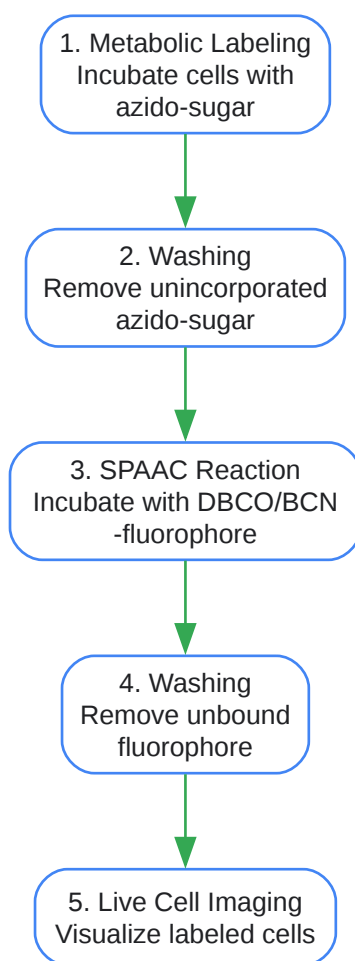 1. Metabolic Labeling
Incubate cells with
azido-sugar
2. Washing
Remove unincorporated
azido-sugar
3. SPAAC Reaction
Incubate with DBCO/BCN
-fluorophore
4. Washing
Remove unbound
fluorophore
5. Live Cell Imaging
Visualize labeled cells